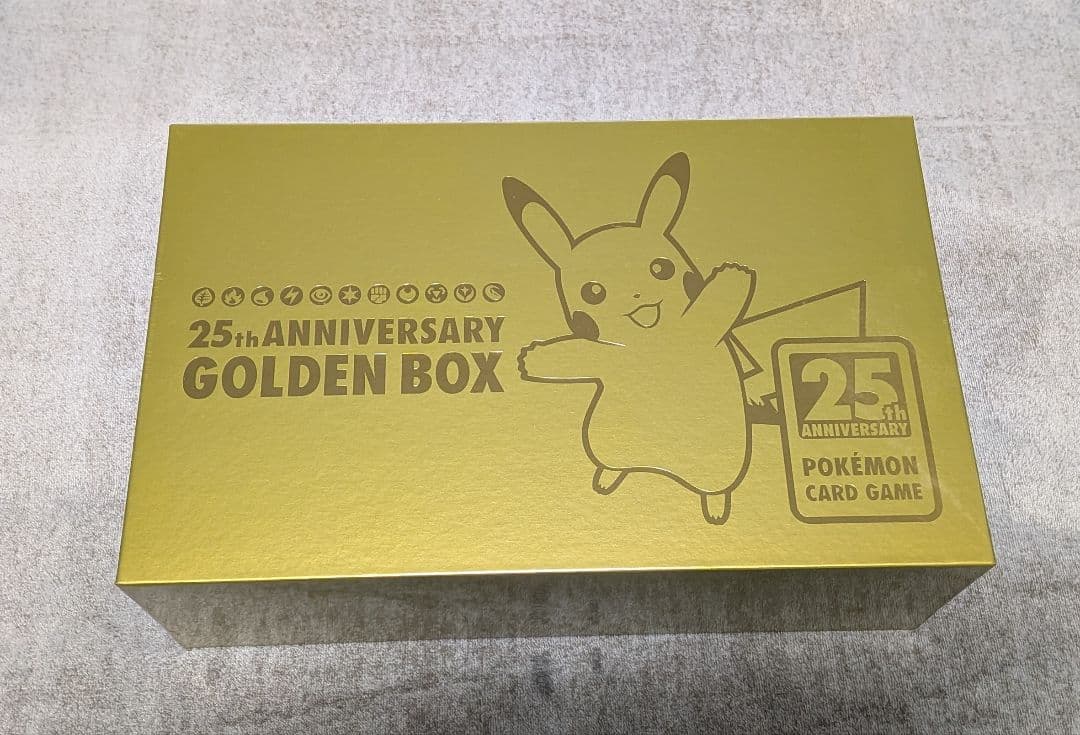 25th ANNIVERSARY
GOLDEN BOX
25th
ANNIVERSARY
POKÉMON
CARD GAME